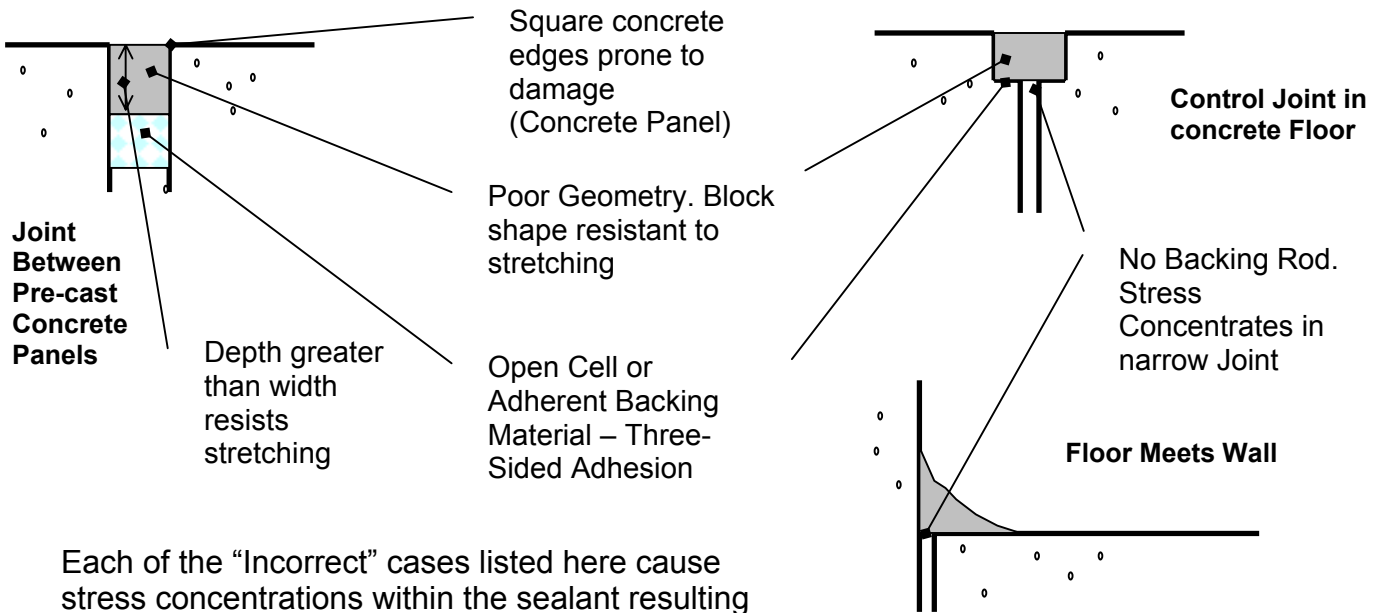 Square concrete
edges prone to
damage
(Concrete Panel)
Control Joint in
concrete Floor
Poor Geometry. Block
shape resistant to
stretching
Joint
Between
Pre-cast
Concrete
Panels
No Backing Rod.
Stress
Concentrates in
narrow Joint
Depth greater
than width
resists
stretching
Open Cell or
Adherent Backing
Material – Three-
Sided Adhesion
Floor Meets Wall
Each of the “Incorrect” cases listed here cause
stress concentrations within the sealant resulting